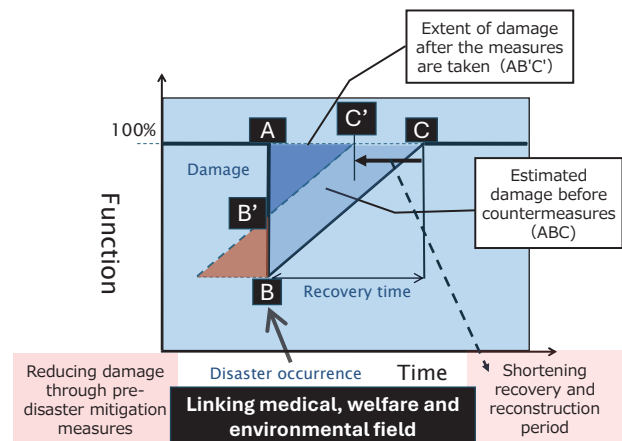 Extent of damage
after the measures
are taken（AB'C'）
100%
A
C'
C
Damage
B'
Estimated
damage before
countermeasures
(ABC)
Function
B
Recovery time
Disaster occurrence
Time
Reducing damage
through pre-
disaster mitigation
measures
Linking medical, welfare and
environmental field
Shortening
recovery and
reconstruction
period